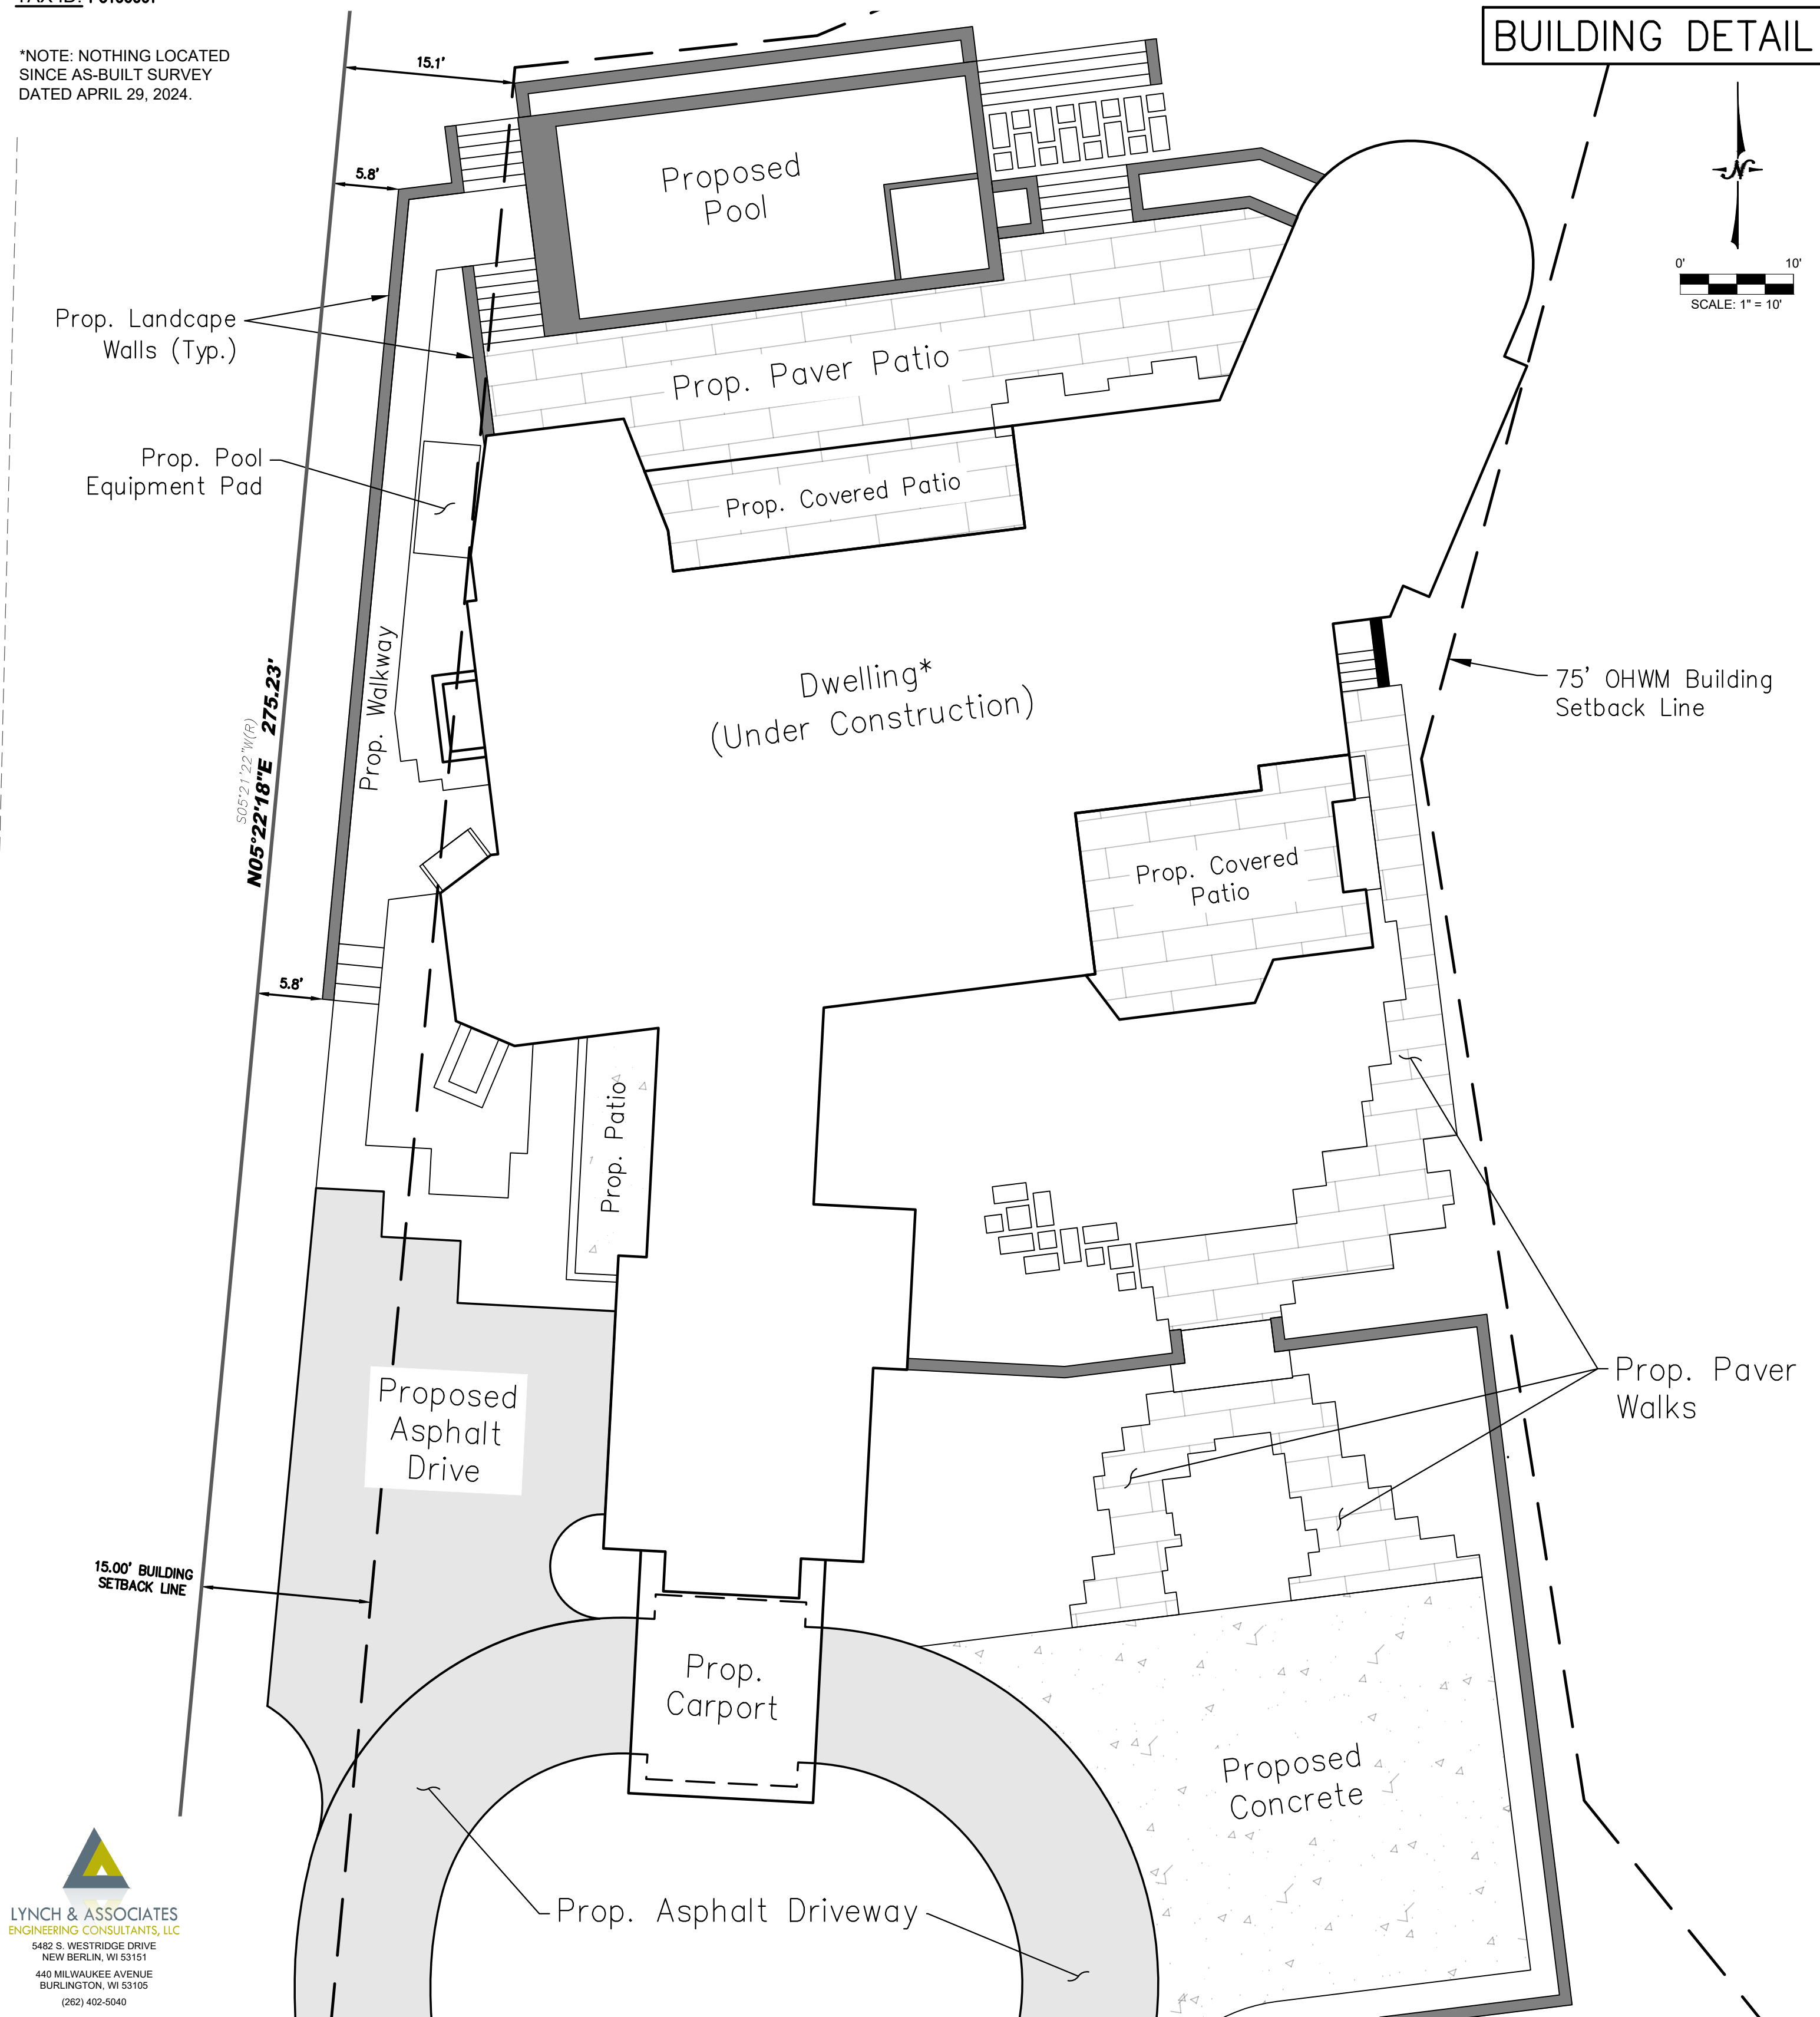 *NOTE: NOTHING LOCATED
SINCE AS-BUILT SURVEY
DATED APRIL 29, 2024.
BUILDING DETAIL
15.1'
5.8'
N
0' 10'
SCALE: 1" = 10'
Proposed
Pool
Prop. Landcape
Walls (Typ.)
Prop. Paver Patio
Prop. Pool
Equipment Pad
Prop. Covered Patio
Prop. Walkway
Dwelling*
(Under Construction)
75' OHWM Building
Setback Line
S05°21'22"W(R)
N05°22'18"E 275.23'
Prop. Covered
Patio
5.8'
Prop. Patio
Proposed
Asphalt
Drive
Prop. Paver
Walks
15.00' BUILDING
SETBACK LINE
Prop.
Carport
Proposed
Concrete
Prop. Asphalt Driveway
LYNCH & ASSOCIATES
ENGINEERING CONSULTANTS, LLC
5482 S. WESTRIDGE DRIVE
NEW BERLIN, WI 53151
440 MILWAUKEE AVENUE
BURLINGTON, WI 53105
(262) 402-5040